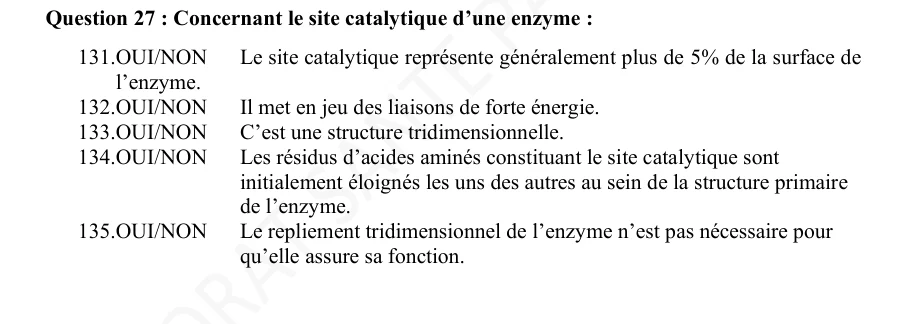 Question 27 : Concernant le site catalytique d’une enzyme :
131.OUI/NON Le site catalytique représente généralement plus de 5% de la surface de
l’enzyme.
132.OUI/NON Il met en jeu des liaisons de forte énergie.
133.OUI/NON C’est une structure tridimensionnelle.
134.OUI/NON Les résidus d’acides aminés constituant le site catalytique sont
initialement éloignés les uns des autres au sein de la structure primaire
de l’enzyme.
135.OUI/NON Le repliement tridimensionnel de l’enzyme n’est pas nécessaire pour
qu’elle assure sa fonction.